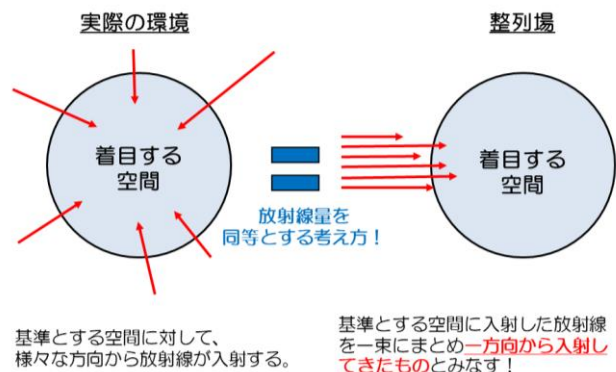 実際の環境
整列場
着目する
空間
着目する
空間
放射線量を
同等とする考え方!
基準とする空間に対して、
様々な方向から放射線が入射する。
基準とする空間に入射した放射線
を一束にまとめ一方向から入射し
てきたものとみなす!